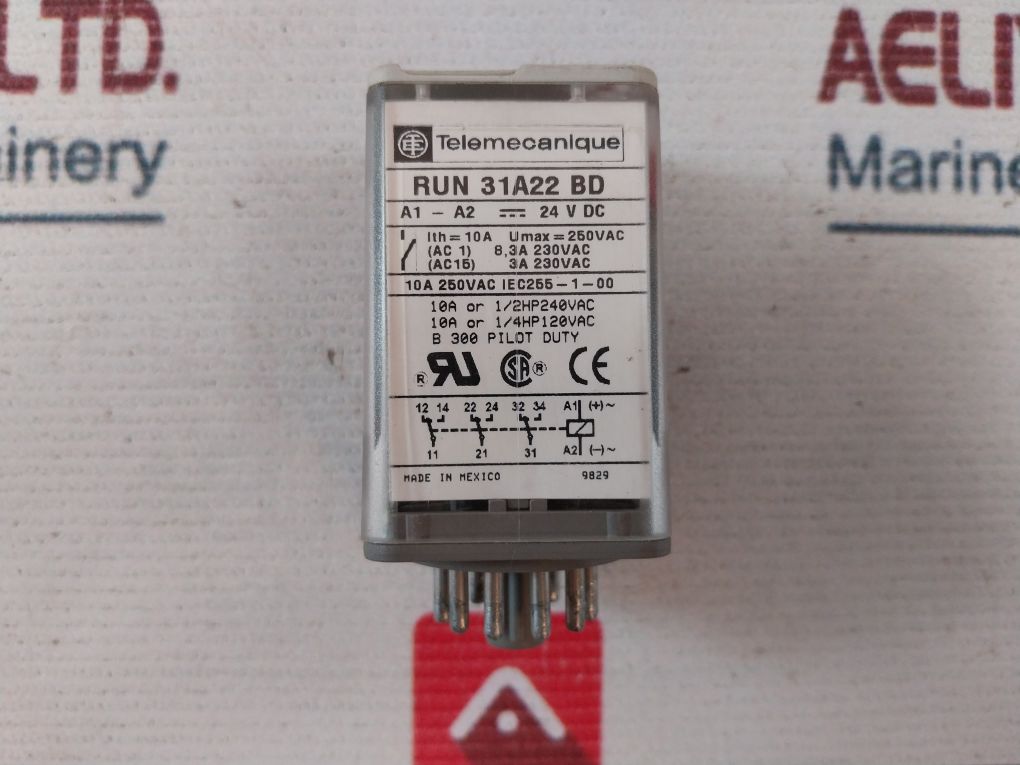 LTD.
AELI
inery
Marine
Telemecanique
RUN 31A22 BD
A1 - A2 24 V DC
Ith = 10A Umax = 250VAC
(AC 1) 8,3A 230VAC
(AC15) 3A 230VAC
10A 250VAC IEC255-1-00
10A or 1/2HP240VAC
10A or 1/4HP120VAC
B 300 PILOT DUTY
® RU SA ® CE
12 14 22 24 32 34 A1 (+)~
11 21 31 A2 (-)~
MADE IN MEXICO 9829